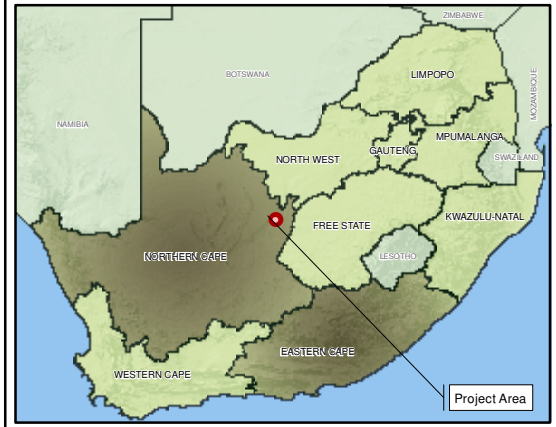 ZIMBABWE
BOTSWANA
LIMPOPO
MOZAMBIQUE
NAMIBIA
MPUMALANGA
GAUTENG
NORTH WEST
SWAZILAND
KWAZULU-NATAL
FREE STATE
LESOTHO
NORTHERN CAPE
EASTERN CAPE
WESTERN CAPE
Project Area